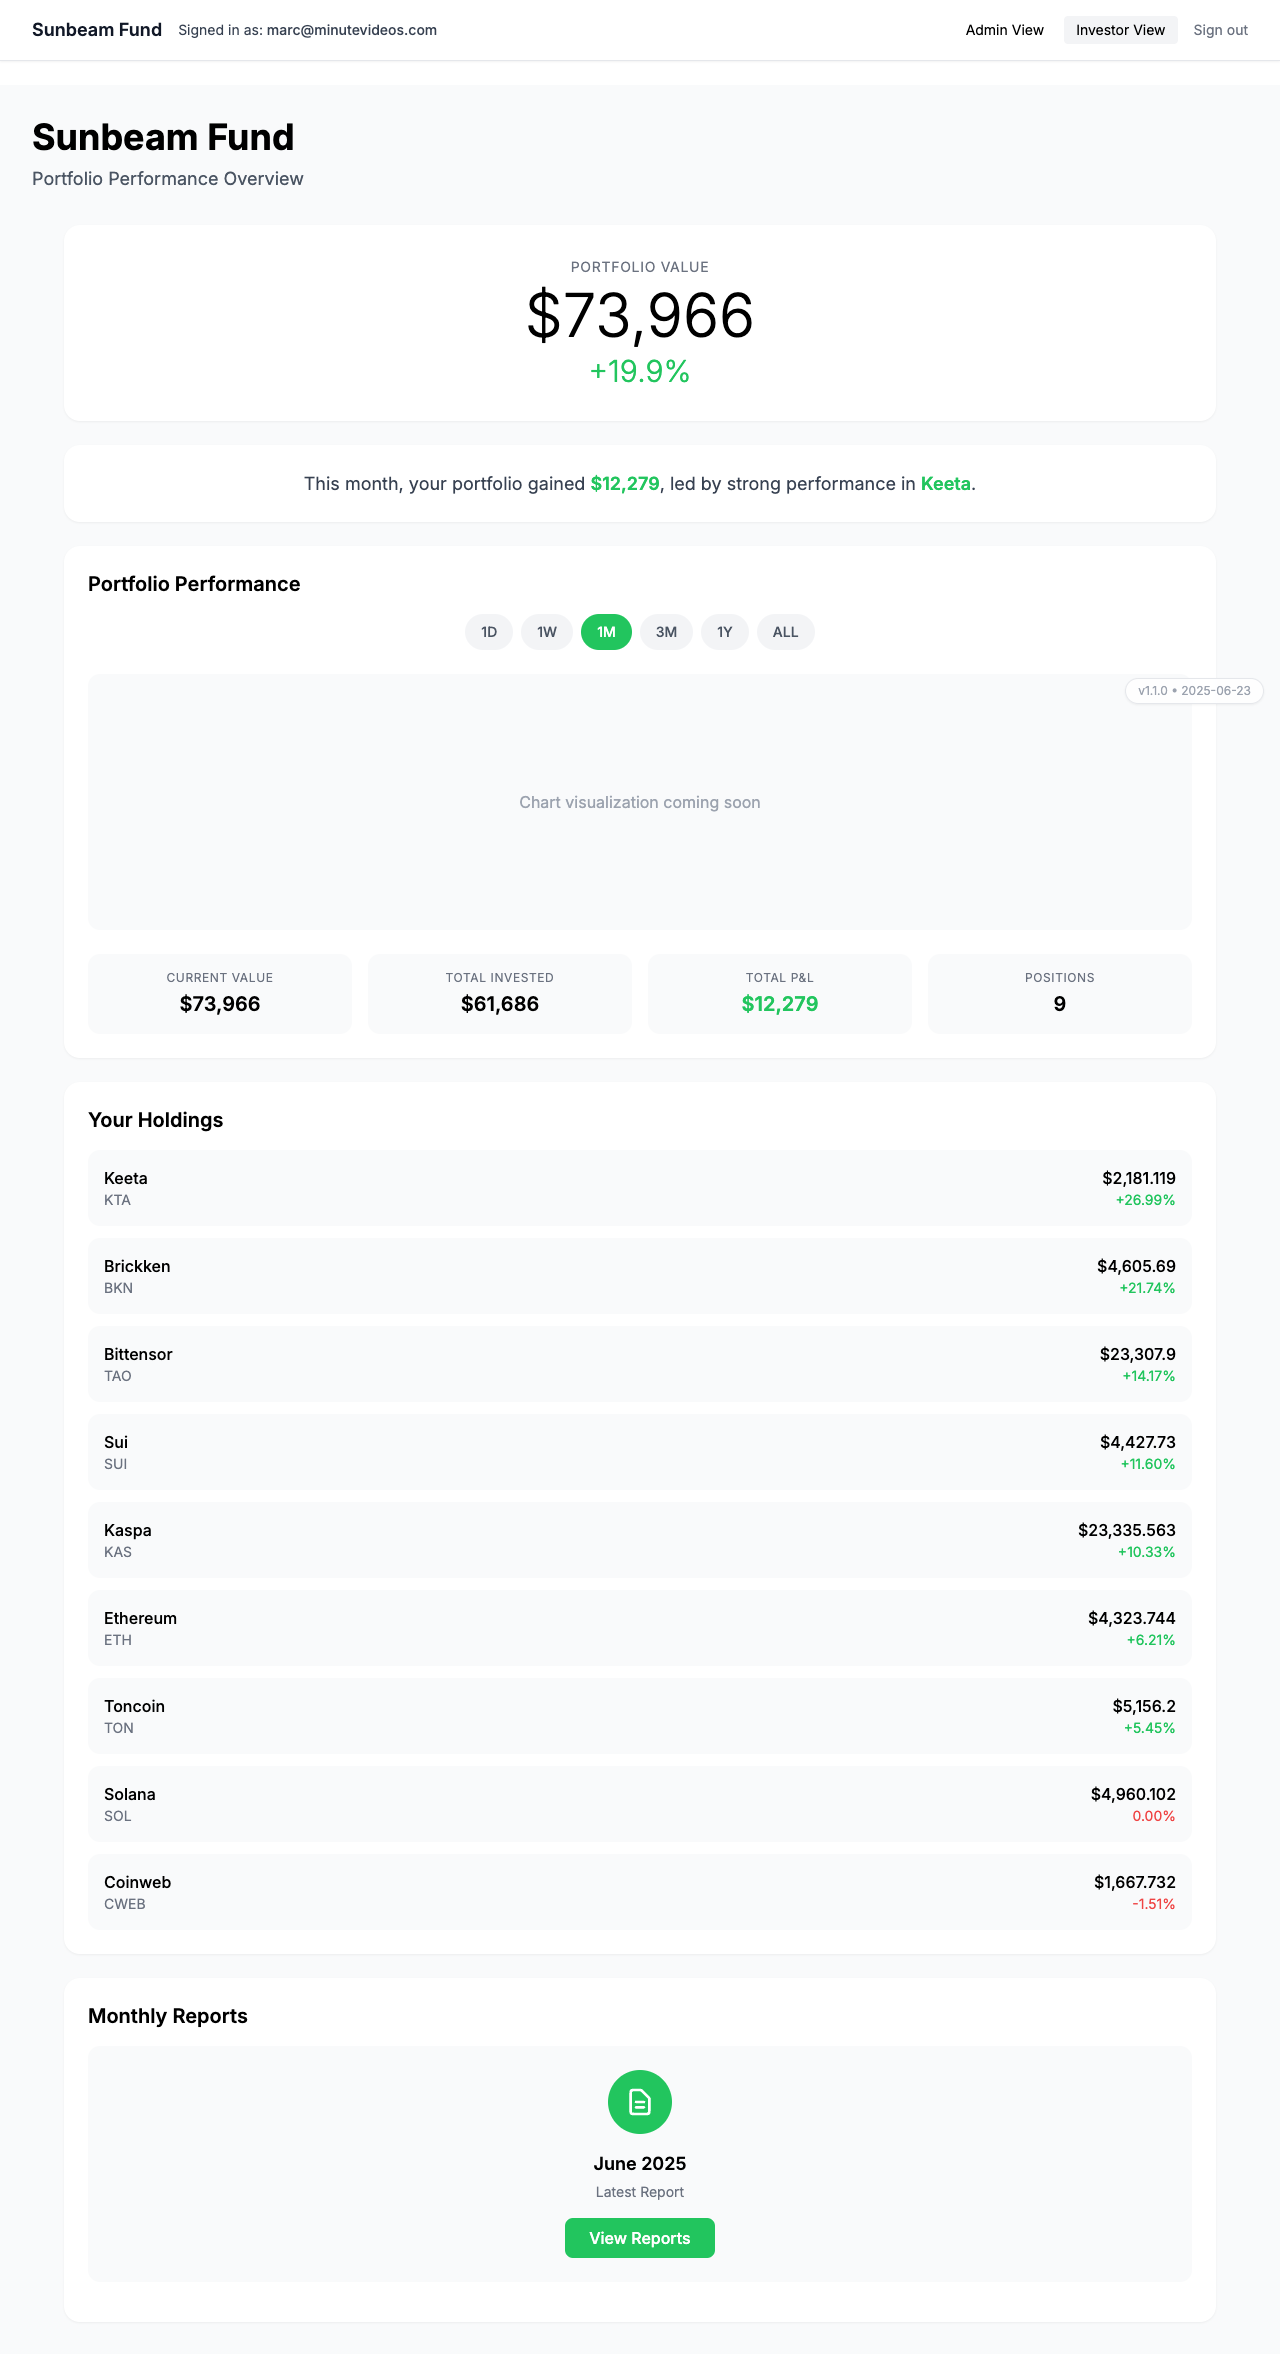 Sunbeam Fund Signed in as: marc@minutevideos.com Admin View Investor View Sign out
Sunbeam Fund
Portfolio Performance Overview
PORTFOLIO VALUE
$73,966
+19.9%
This month, your portfolio gained $12,279, led by strong performance in Keeta.
Portfolio Performance
1D 1W 1M 3M 1Y ALL
v1.1.0 • 2025-06-23
Chart visualization coming soon
CURRENT VALUE TOTAL INVESTED TOTAL P&L POSITIONS
$73,966 $61,686 $12,279 9
Your Holdings
Keeta $2,181.119
KTA +26.99%
Brickken $4,605.69
BKN +21.74%
Bittensor $23,307.9
TAO +14.17%
Sui $4,427.73
SUI +11.60%
Kaspa $23,335.563
KAS +10.33%
Ethereum $4,323.744
ETH +6.21%
Toncoin $5,156.2
TON +5.45%
Solana $4,960.102
SOL 0.00%
Coinweb $1,667.732
CWEB -1.51%
Monthly Reports
June 2025
Latest Report
View Reports